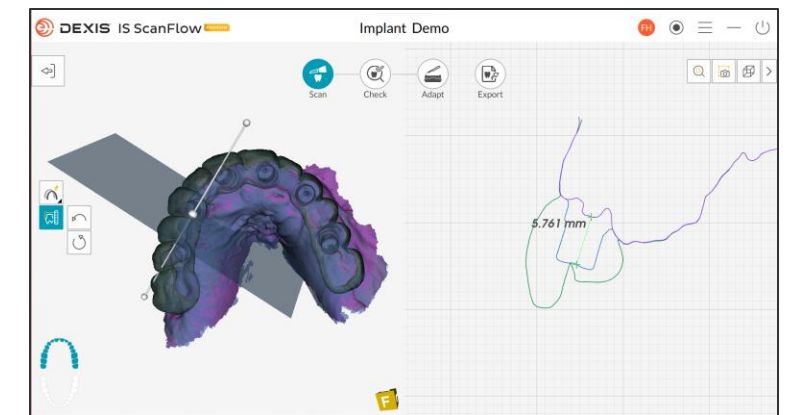 DEXIS IS ScanFlow
Implant Demo
FH
Scan
Check
Adapt
Export
5.761 mm
F